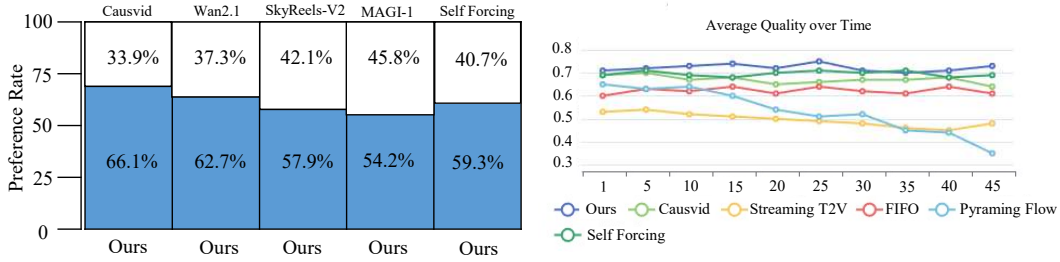 Causvid Wan2.1 SkyReels-V2 MAGI-1 Self Forcing
Preference Rate
100
75
50
25
0
33.9% 37.3% 42.1% 45.8% 40.7%
66.1% 62.7% 57.9% 54.2% 59.3%
Ours Ours Ours Ours Ours
Average Quality over Time
0.8
0.7
0.6
0.5
0.4
0.3
1 5 10 15 20 25 30 35 40 45
Ours Causvid Streaming T2V FIFO Pyraming Flow
Self Forcing